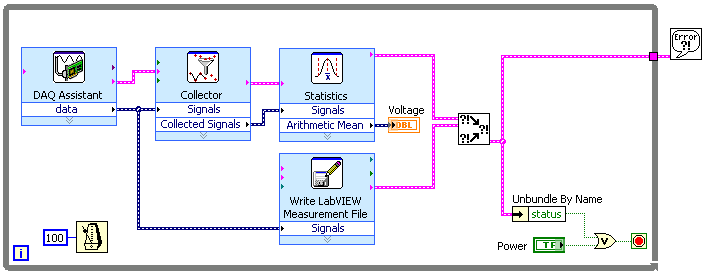 Error
?!
DAQ Assistant
data
Collector
Signals
Collected Signals
Statistics
Signals
Arithmetic Mean
Voltage
DBL
?!
?!
?!
Write LabVIEW
Measurement File
Signals
Unbundle By Name
status
Power
TF
V
100
i